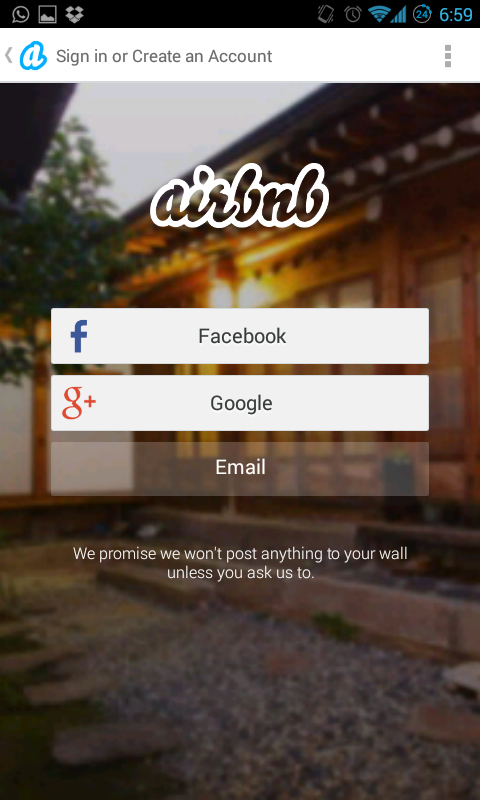 24
6:59
Sign in or Create an Account
airbnb
Facebook
Google
Email
We promise we won't post anything to your wall
unless you ask us to.